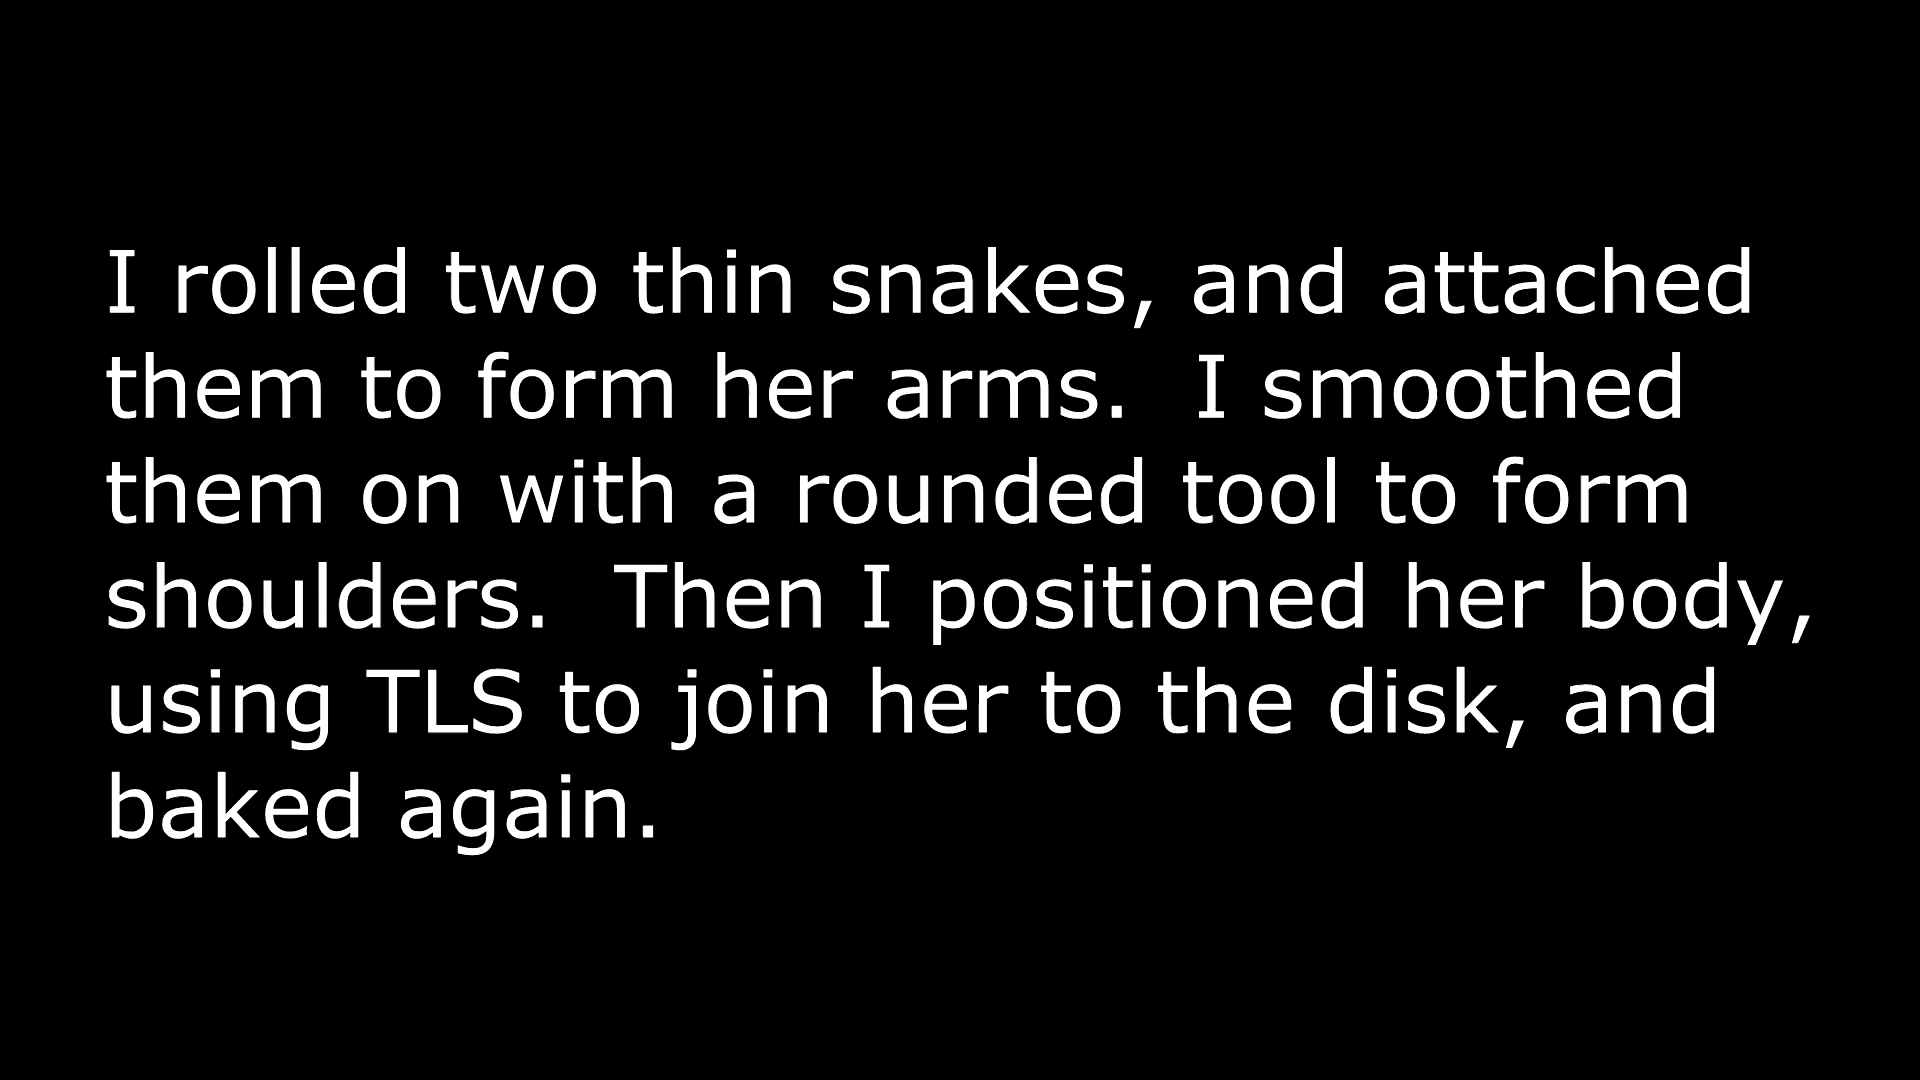 I rolled two thin snakes, and attached
them to form her arms.  I smoothed
them on with a rounded tool to form
shoulders.  Then I positioned her body,
using TLS to join her to the disk, and
baked again.